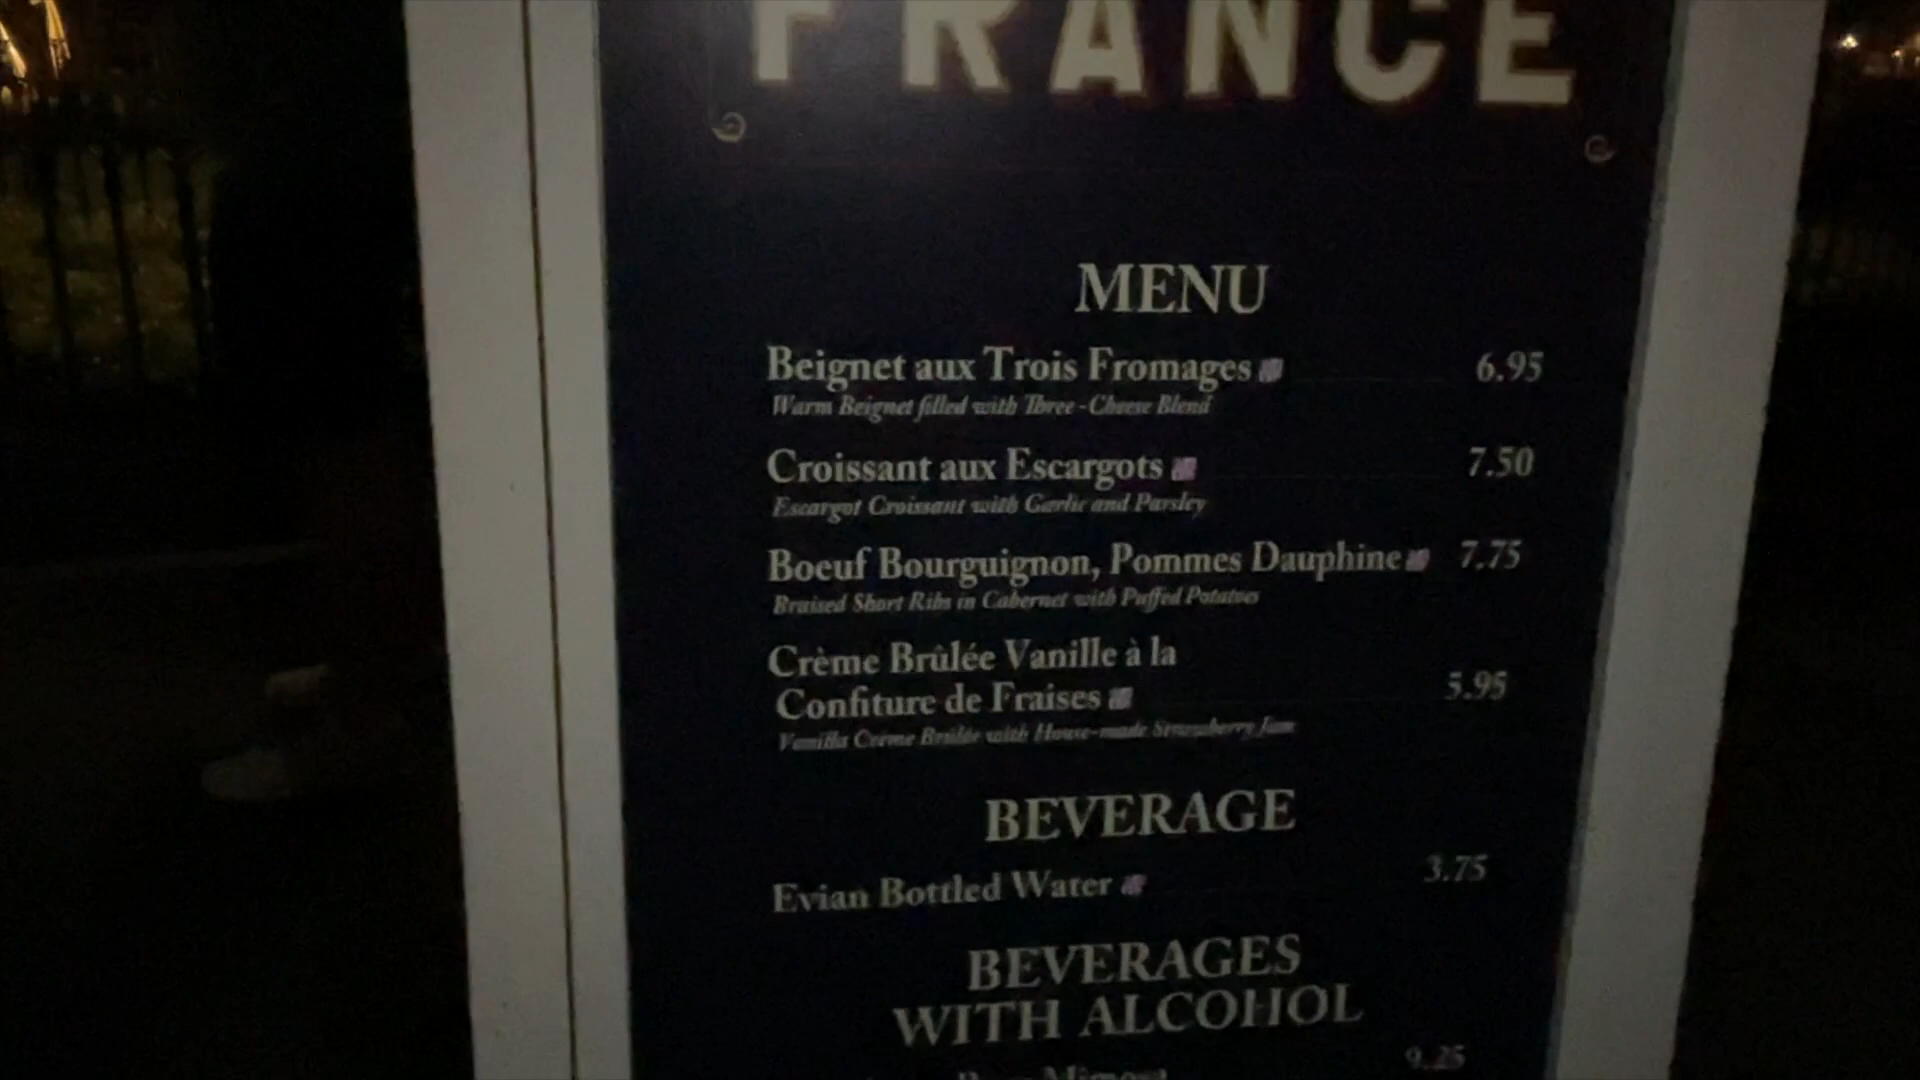 FRANCE
MENU
Beignet aux Trois Fromages 6.95
Warm Beignet filled with Three-Cheese Blend
Croissant aux Escargots 7.50
Escargot Croissant with Garlic and Parsley
Boeuf Bourguignon, Pommes Dauphine 7.75
Braised Short Ribs in Cabernet with Puffed Potatoes
Crème Brûlée Vanille à la
Confiture de Fraises 5.95
Vanilla Crème Brûlée with House-made Strawberry Jam
BEVERAGE
Evian Bottled Water 3.75
BEVERAGES
WITH ALCOHOL
9.25